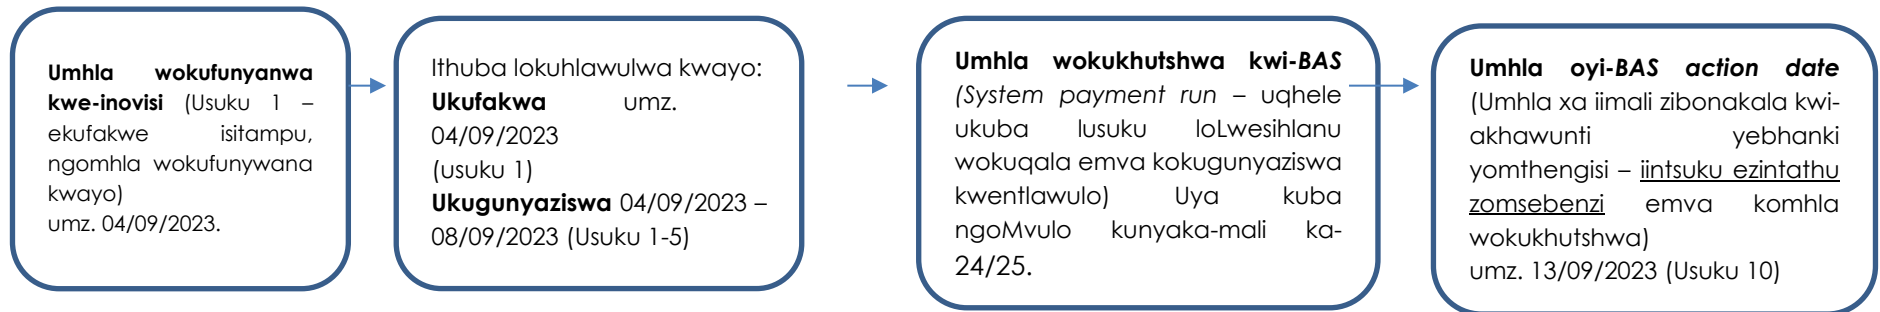 Umhla wokufunyanwa
kwe-inovisi (Usuku 1 –
ekufakwe isitampu,
ngomhla wokufunywana
kwayo)
umz. 04/09/2023.
Ithuba lokuhlawulwa kwayo:
Ukufakwa umz.
04/09/2023
(usuku 1)
Ukugunyaziswa 04/09/2023 –
08/09/2023 (Usuku 1-5)
Umhla wokukhutshwa kwi-BAS
(System payment run – uqhele
ukuba lusuku loLwesihlanu
wokuqala emva kokugunyaziswa
kwentlawulo) Uya kuba
ngoMvulo kunyaka-mali ka-
24/25.
Umhla oyi-BAS action date
(Umhla xa iimali zibonakala kwi-
akhawunti yebhanki
yomthengisi – iintsuku ezintathu
zomsebenzi emva komhla
wokukhutshwa)
umz. 13/09/2023 (Usuku 10)